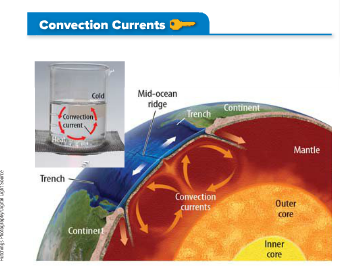 Convection Currents
Cold
Convection
current
Mid-ocean
ridge
Trench
Continent
Mantle
Trench
Convection
currents
Outer
core
Continent
Inner
core